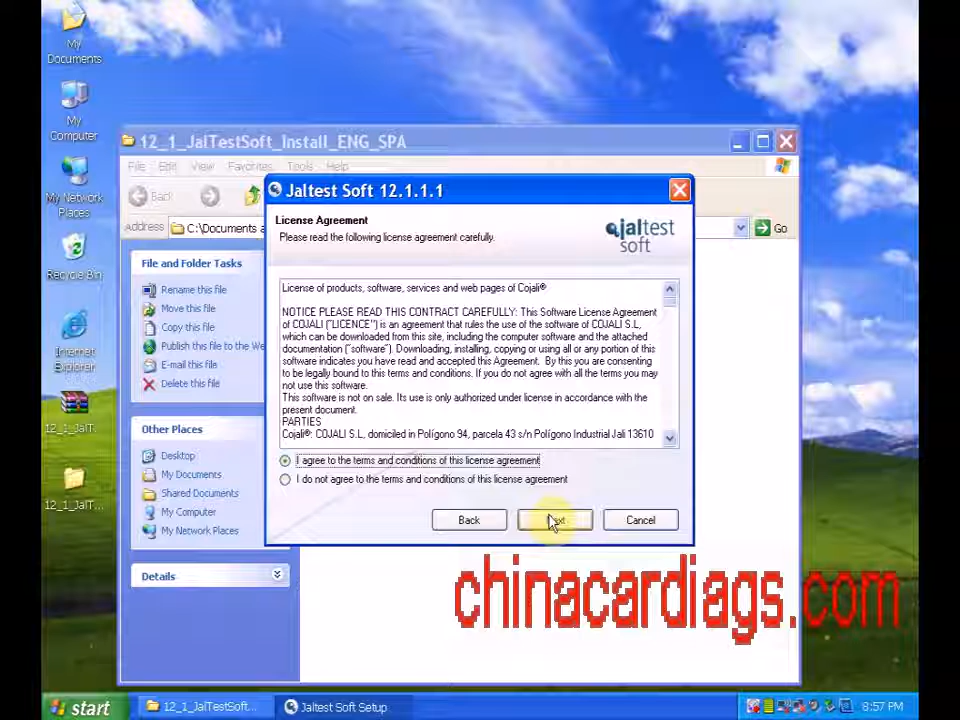 My
Documents
My
Computer
My Network
Places
Recycle Bin
Internet
Explorer
12_1_JalT...
12_1_JalT...
12_1_JalTestSoft_Install_ENG_SPA
File Edit View Favorites Tools Help
Back
Address C:\Documents a
Go
File and Folder Tasks
Rename this file
Move this file
Copy this file
Publish this file to the We
E-mail this file
Delete this file
Other Places
Desktop
My Documents
Shared Documents
My Computer
My Network Places
Details
Jaltest Soft 12.1.1.1
License Agreement
Please read the following license agreement carefully.
jaltest
soft
License of products, software, services and web pages of Cojali®
NOTICE PLEASE READ THIS CONTRACT CAREFULLY: This Software License Agreement
of COJALI ("LICENCE") is an agreement that rules the use of the software of COJALI S.L,
which can be downloaded from this site, including the computer software and the attached
documentation ("software"). Downloading, installing, copying or using all or any portion of this
software indicates you have read and accepted this Agreement. By this you are consenting
to be legally bound to this terms and conditions. If you do not agree with all the terms you may
not use this software.
This software is not on sale. Its use is only authorized under license in accordance with the
present document.
PARTIES
Cojali®: COJALI S.L, domiciled in Polígono 94, parcela 43 s/n Polígono Industrial Jali 13610
I agree to the terms and conditions of this license agreement
I do not agree to the terms and conditions of this license agreement
Back
Cancel
chinacardiags.com
start
12_1_JalTestSoft...
Jaltest Soft Setup
8:57 PM